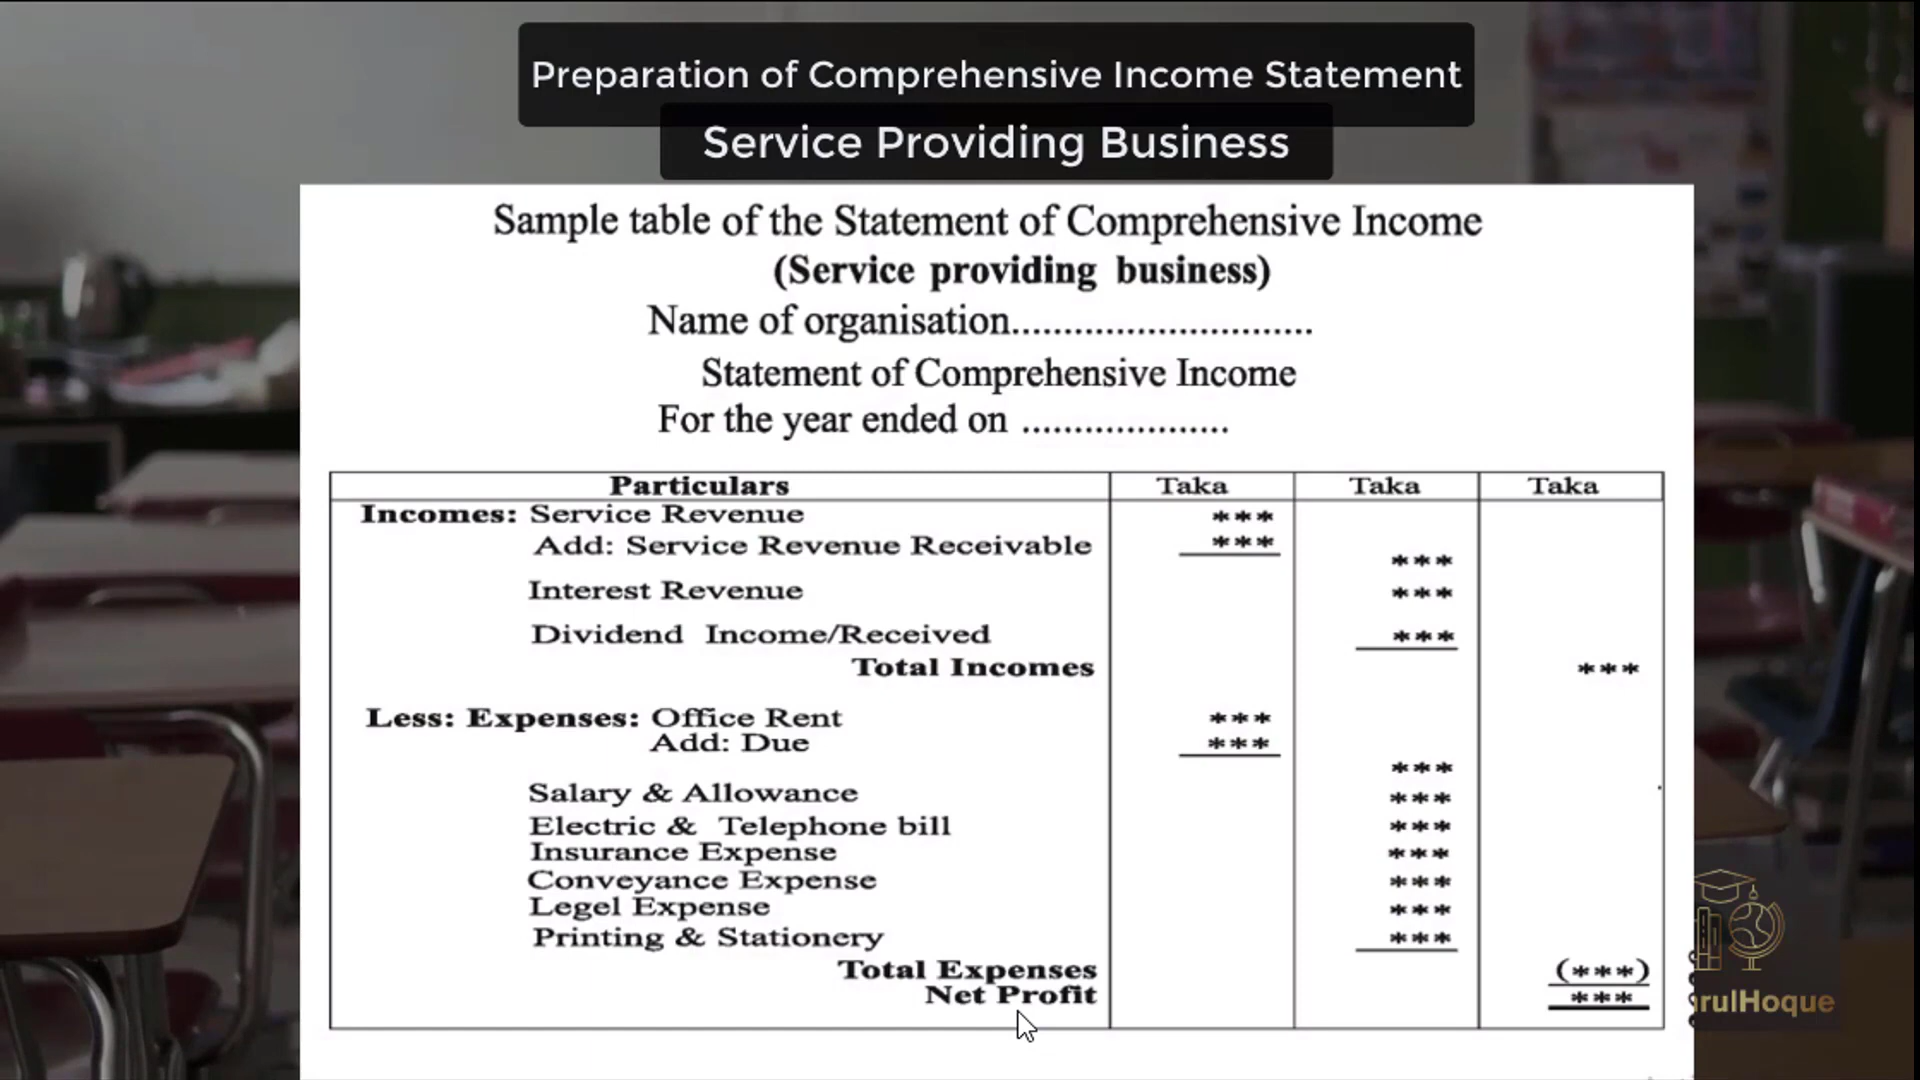 Preparation of Comprehensive Income Statement
Service Providing Business
Sample table of the Statement of Comprehensive Income
(Service providing business)
Name of organisation.............................
Statement of Comprehensive Income
For the year ended on ....................
Particulars Taka Taka Taka
Incomes: Service Revenue ***
Add: Service Revenue Receivable ***
***
Interest Revenue ***
Dividend Income/Received ***
Total Incomes ***
Less: Expenses: Office Rent ***
Add: Due ***
***
Salary & Allowance ***
Electric & Telephone bill ***
Insurance Expense ***
Conveyance Expense ***
Legel Expense ***
Printing & Stationery ***
Total Expenses (***)
Net Profit ***
rulHoque